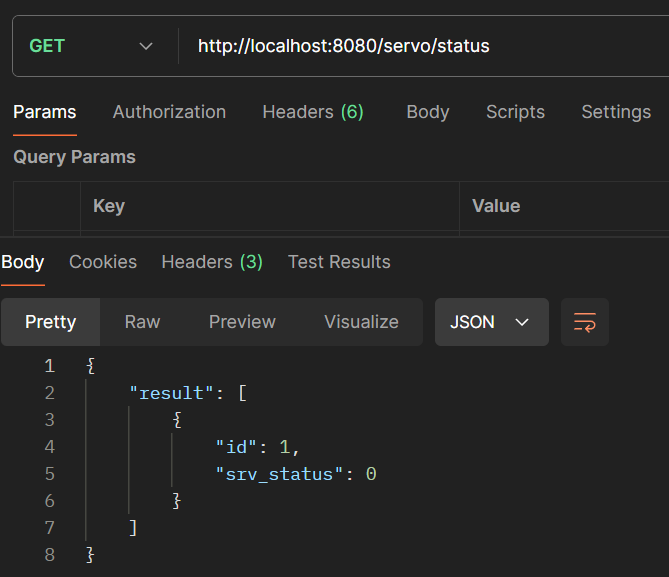 GET http://localhost:8080/servo/status
Params Authorization Headers (6) Body Scripts Settings
Query Params
Key Value
Body Cookies Headers (3) Test Results
Pretty Raw Preview Visualize JSON
1 {
2 "result": [
3 {
4 "id": 1,
5 "srv_status": 0
6 }
7 ]
8 }